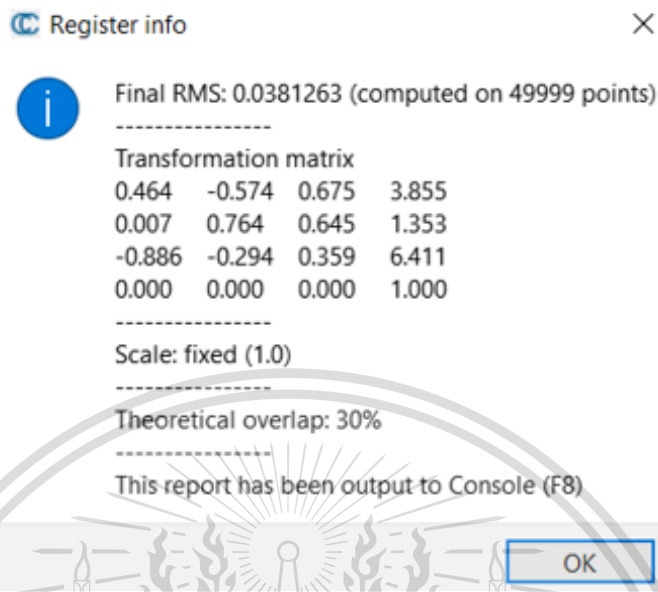 Register info
Final RMS: 0.0381263 (computed on 49999 points)
----------------
Transformation matrix
0.464 -0.574 0.675 3.855
0.007 0.764 0.645 1.353
-0.886 -0.294 0.359 6.411
0.000 0.000 0.000 1.000
----------------
Scale: fixed (1.0)
----------------
Theoretical overlap: 30%
----------------
This report has been output to Console (F8)
OK